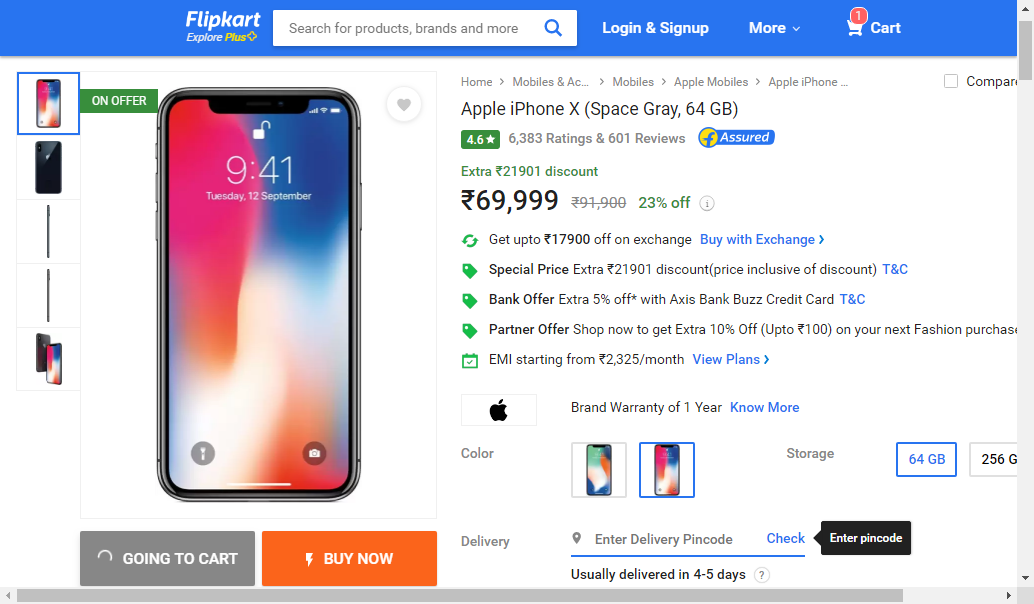 Flipkart
Explore Plus
Search for products, brands and more
Login & Signup
More
1
Cart
Home > Mobiles & Ac... > Mobiles > Apple Mobiles > Apple iPhone ...
Compare
ON OFFER
9:41
Tuesday, 12 September
Apple iPhone X (Space Gray, 64 GB)
4.6★ 6,383 Ratings & 601 Reviews
Assured
Extra ₹21901 discount
₹69,999 ₹91,900 23% off
Get upto ₹17900 off on exchange Buy with Exchange >
Special Price Extra ₹21901 discount(price inclusive of discount) T&C
Bank Offer Extra 5% off* with Axis Bank Buzz Credit Card T&C
Partner Offer Shop now to get Extra 10% Off (Upto ₹100) on your next Fashion purchase
EMI starting from ₹2,325/month View Plans >
Brand Warranty of 1 Year Know More
Color
Storage
64 GB
256 G
Delivery
Enter Delivery Pincode
Check
Enter pincode
Usually delivered in 4-5 days ?
GOING TO CART
BUY NOW